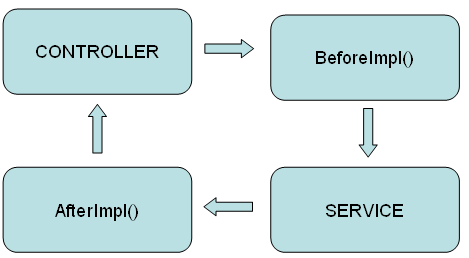 CONTROLLER
BeforeImpl()
AfterImpl()
SERVICE